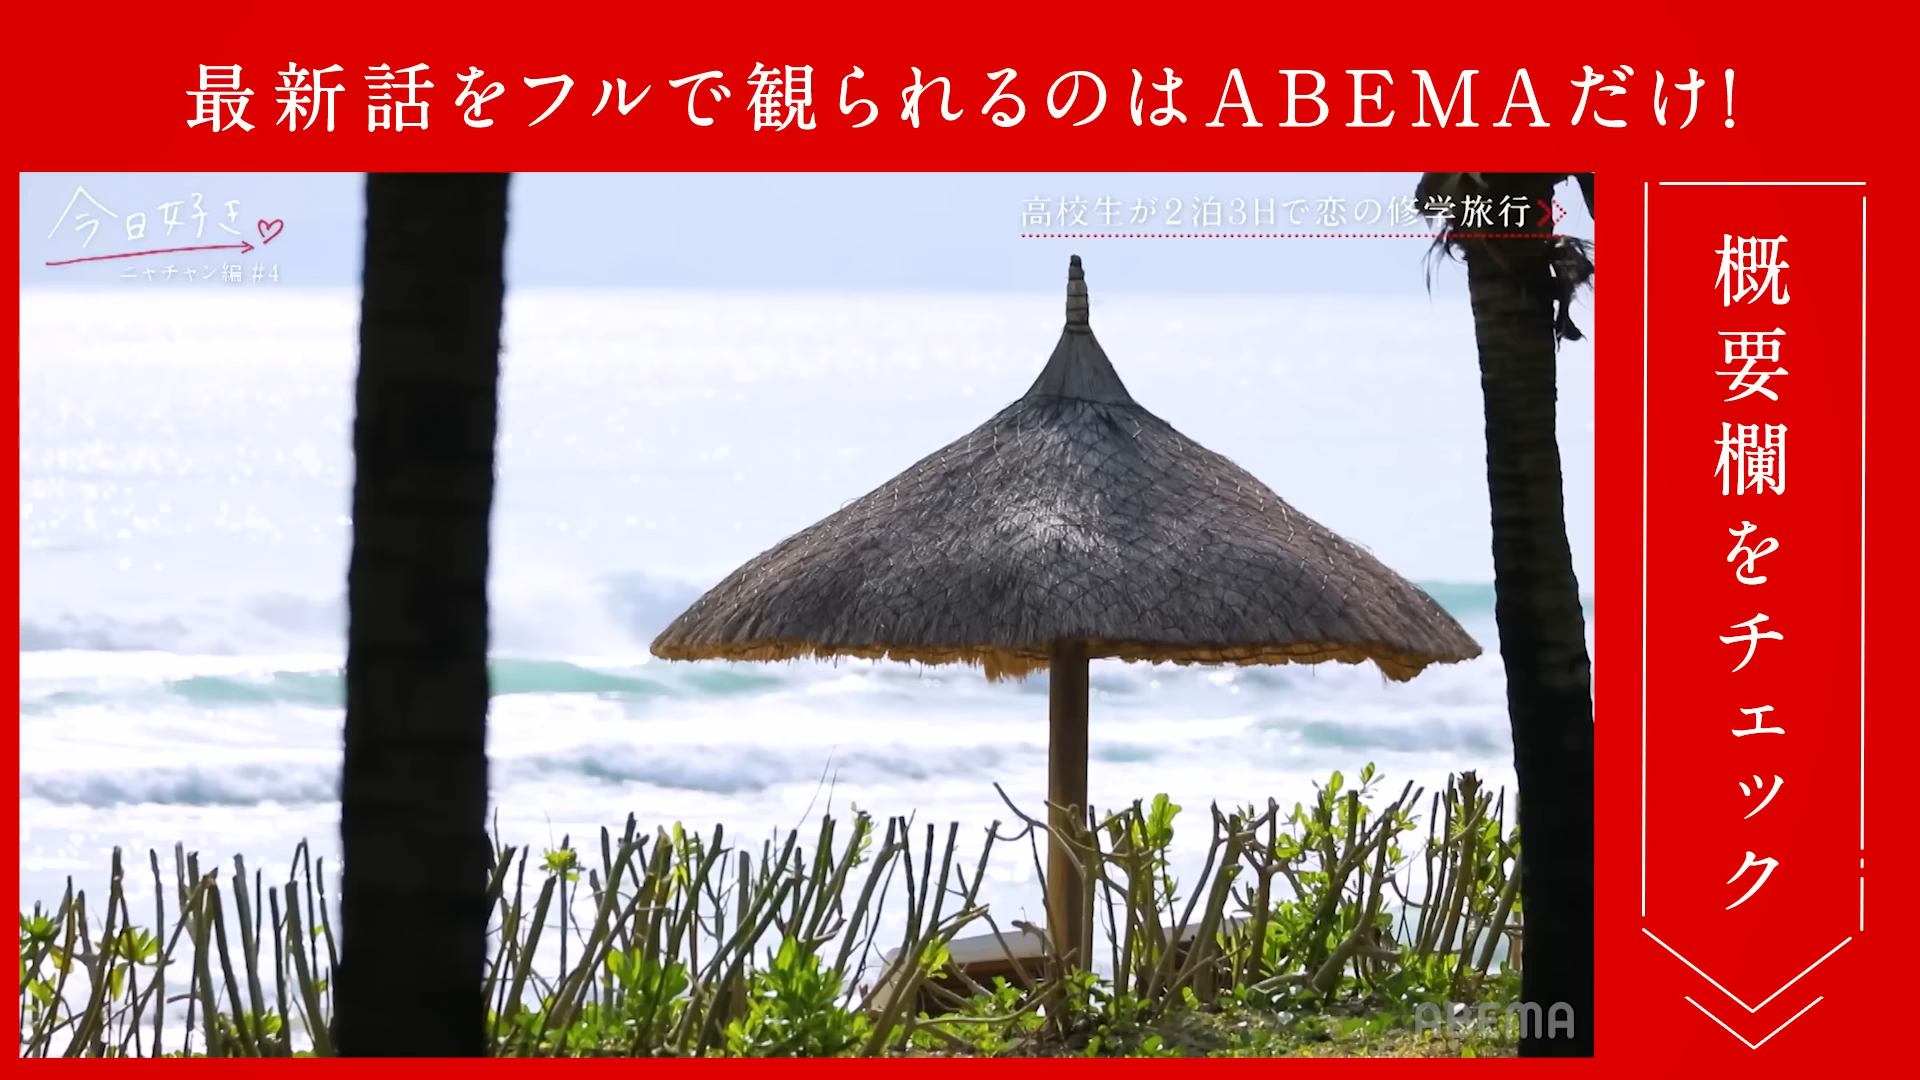 最新話をフルで観られるのはABEMAだけ!
今日好き
ニャチャン編 #4
高校生が2泊3日で恋の修学旅行
概要欄をチェック
ABEMA